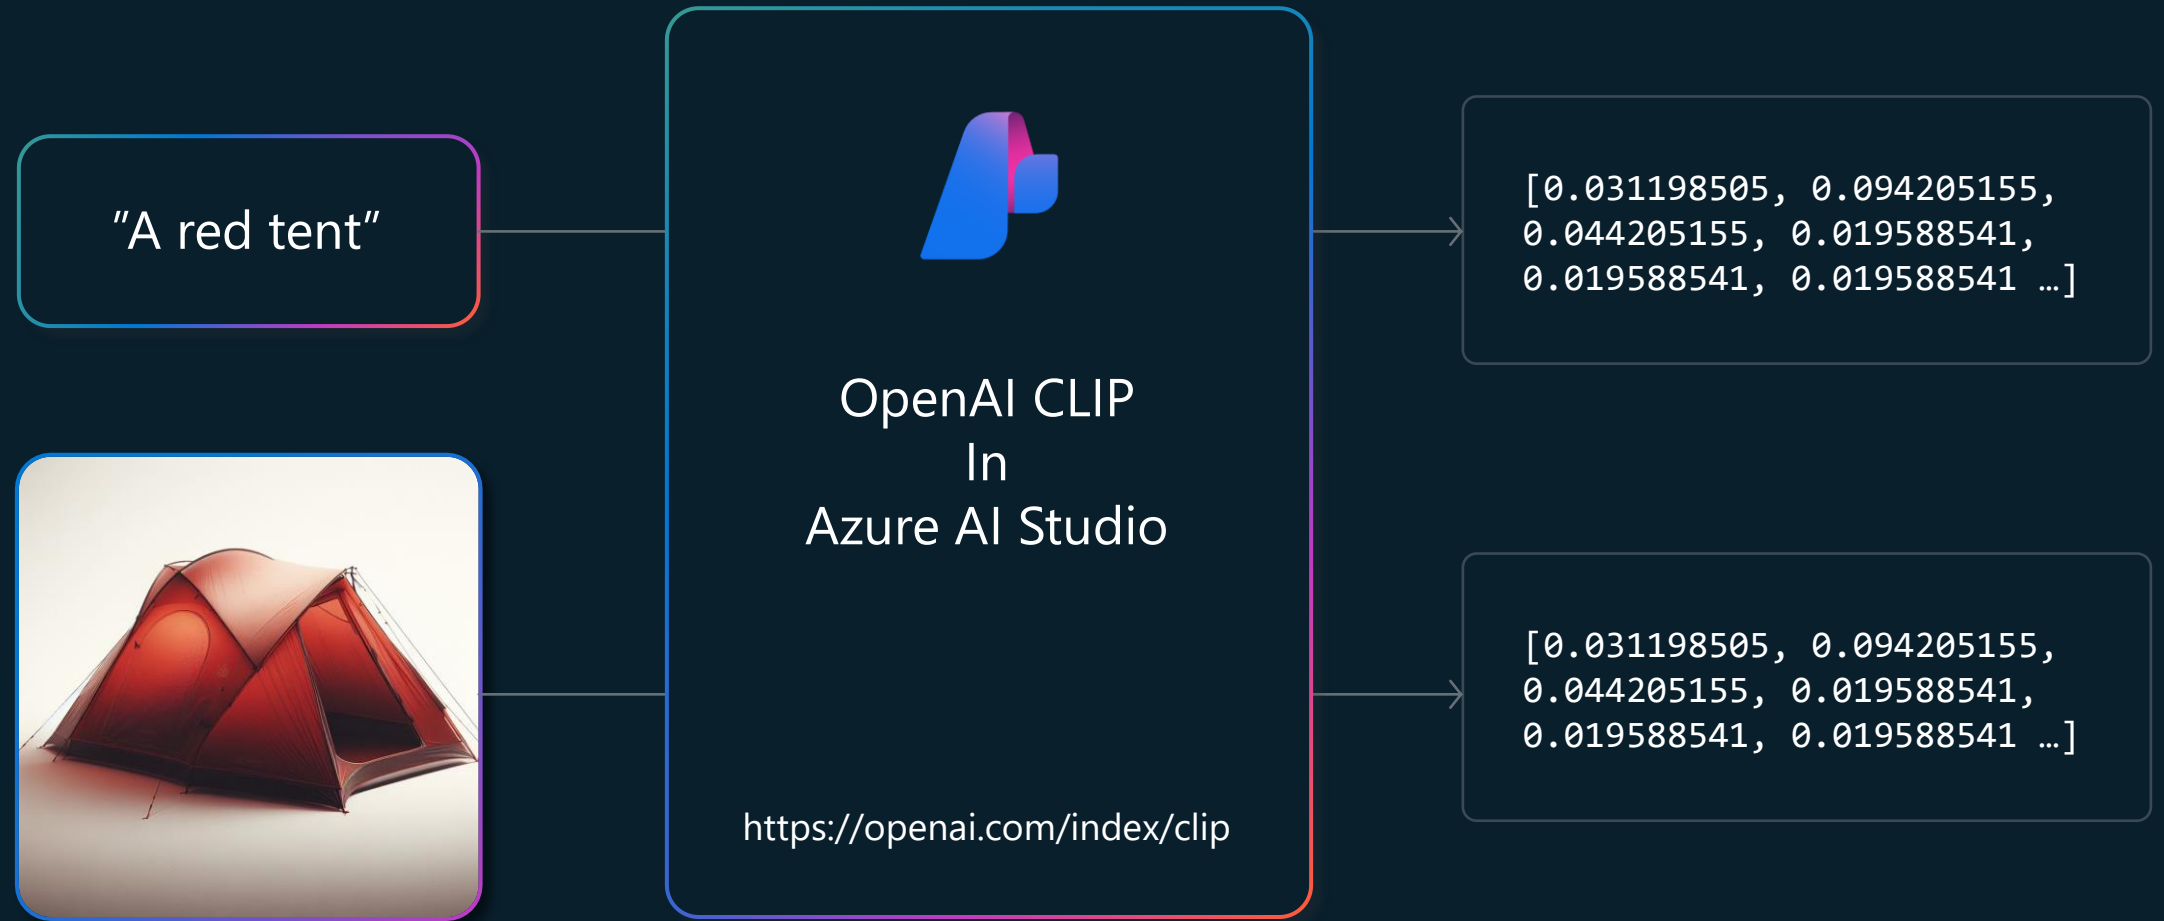 ”A red tent”
OpenAI CLIP
In
Azure AI Studio
https://openai.com/index/clip
[0.031198505, 0.094205155,
0.044205155, 0.019588541,
0.019588541, 0.019588541 …]
[0.031198505, 0.094205155,
0.044205155, 0.019588541,
0.019588541, 0.019588541 …]